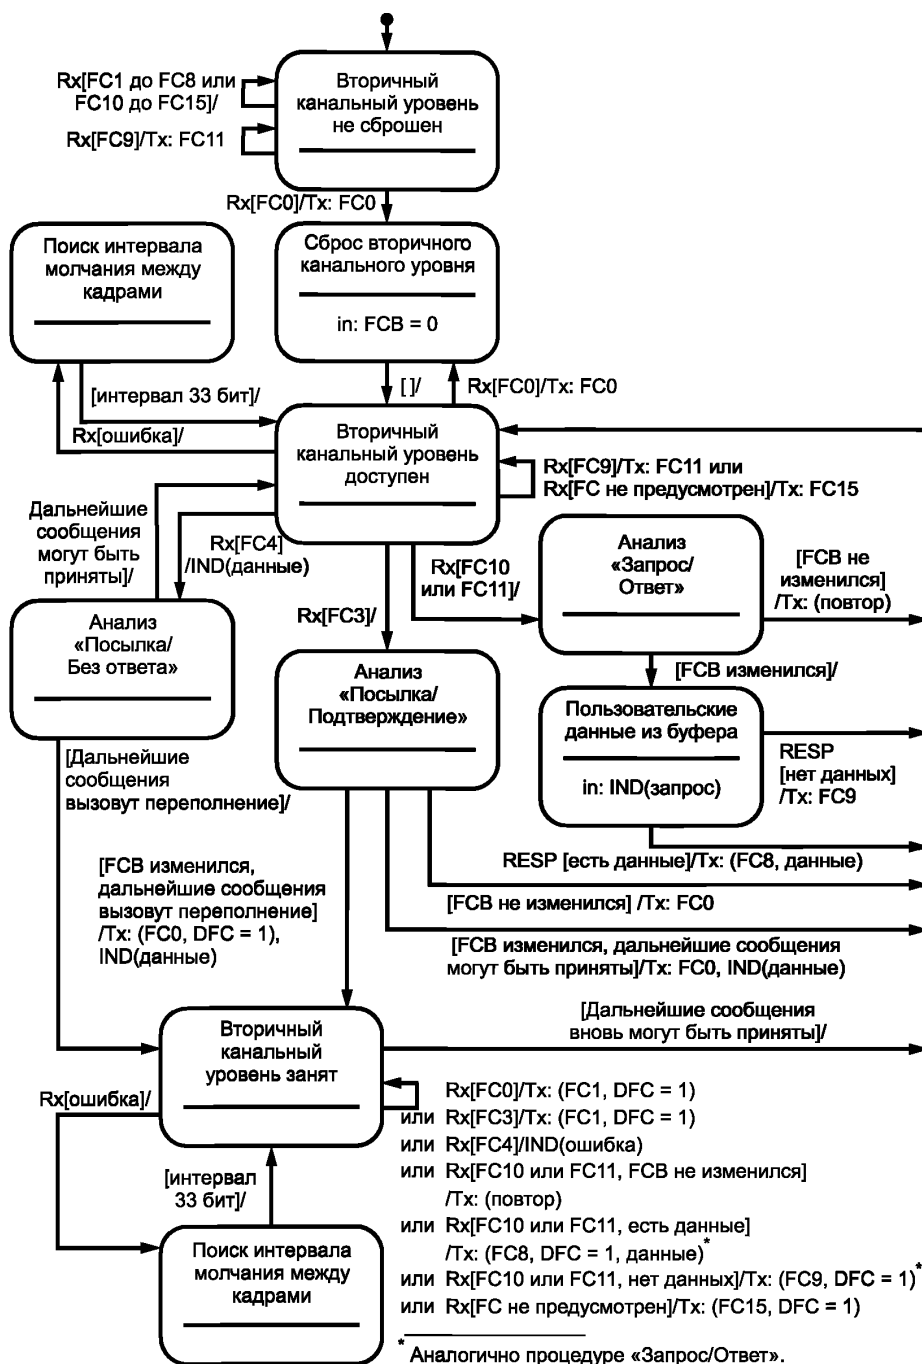 Rx[FC1 до FC8 или
FC10 до FC15]/
Rx[FC9]/Tx: FC11
Вторичный
канальный уровень
не сброшен
Rx[FC0]/Tx: FC0
Поиск интервала
молчания между
кадрами
Сброс вторичного
канального уровня
in: FCB = 0
[интервал 33 бит]/
[ ]/
Rx[FC0]/Tx: FC0
Rx[ошибка]/
Вторичный
канальный уровень
доступен
Rx[FC9]/Tx: FC11 или
Rx[FC не предусмотрен]/Tx: FC15
Дальнейшие
сообщения
могут быть
приняты]/
Rx[FC4]
/IND(данные)
Rx[FC3]/
Rx[FC10
или FC11]/
Анализ
«Запрос/
Ответ»
[FCB не
изменился]
/Tx: (повтор)
Анализ
«Посылка/
Без ответа»
Анализ
«Посылка/
Подтверждение»
[FCB изменился]/
Пользовательские
данные из буфера
in: IND(запрос)
RESP
[нет данных]
/Tx: FC9
[Дальнейшие
сообщения
вызовут переполнение]/
RESP [есть данные]/Tx: (FC8, данные)
[FCB не изменился] /Tx: FC0
[FCB изменился,
дальнейшие сообщения
вызовут переполнение]
/Tx: (FC0, DFC = 1),
IND(данные)
[FCB изменился, дальнейшие сообщения
могут быть приняты]/Tx: FC0, IND(данные)
Вторичный
канальный
уровень занят
[Дальнейшие сообщения
вновь могут быть приняты]/
Rx[ошибка]/
[интервал
33 бит]/
Поиск интервала
молчания между
кадрами
Rx[FC0]/Tx: (FC1, DFC = 1)
или Rx[FC3]/Tx: (FC1, DFC = 1)
или Rx[FC4]/IND(ошибка)
или Rx[FC10 или FC11, FCB не изменился]
/Tx: (повтор)
или Rx[FC10 или FC11, есть данные]
/Tx: (FC8, DFC = 1, данные)*
или Rx[FC10 или FC11, нет данных]/Tx: (FC9, DFC = 1)*
или Rx[FC не предусмотрен]/Tx: (FC15, DFC = 1)
* Аналогично процедуре «Запрос/Ответ».